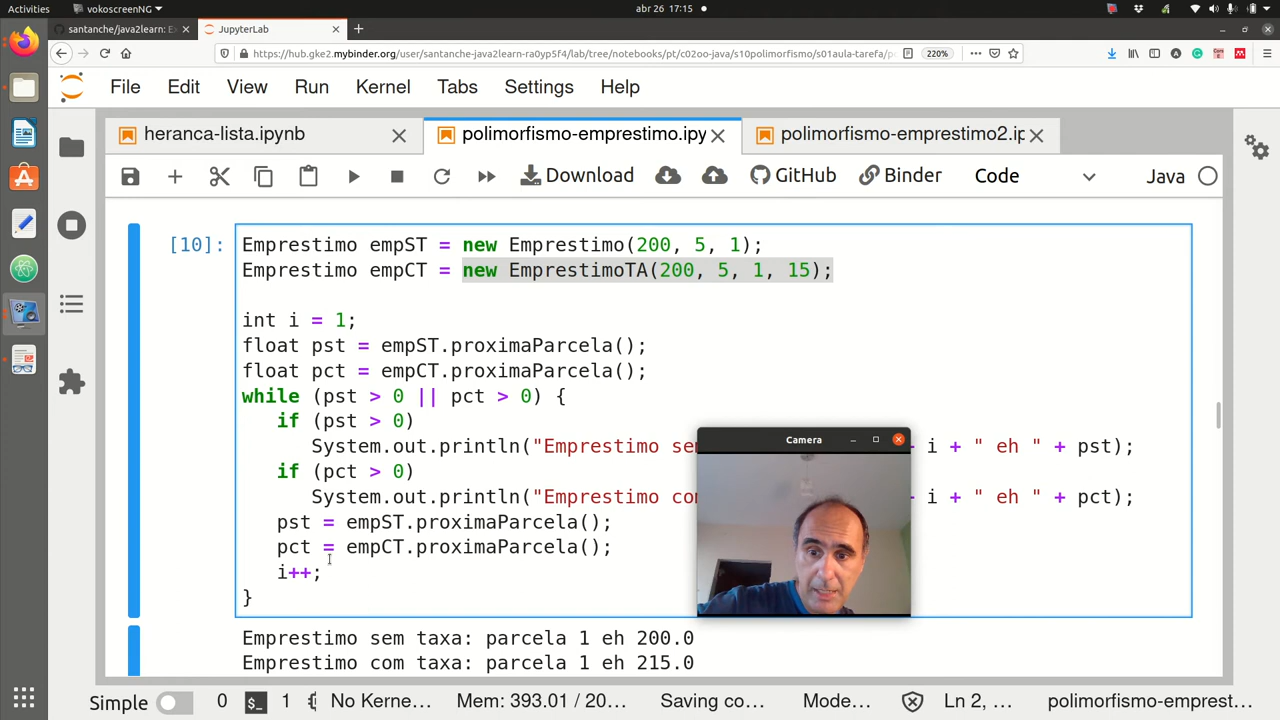 Activities vokoscreenNG abr 26 17:15
santanche/java2learn: E JupyterLab
https://hub.gke2.mybinder.org/user/santanche-java2learn-ra0yp5f4/lab/tree/notebooks/pt/c02oo-java/s10polimorfismo/s01aula-tarefa/p 220%
File Edit View Run Kernel Tabs Settings Help
heranca-lista.ipynb polimorfismo-emprestimo.ipy polimorfismo-emprestimo2.ip
Download GitHub Binder Code Java
[10]: Emprestimo empST = new Emprestimo(200, 5, 1);
Emprestimo empCT = new EmprestimoTA(200, 5, 1, 15);
int i = 1;
float pst = empST.proximaParcela();
float pct = empCT.proximaParcela();
while (pst > 0 || pct > 0) {
if (pst > 0)
System.out.println("Emprestimo sem + i + " eh " + pst);
if (pct > 0)
System.out.println("Emprestimo con + i + " eh " + pct);
pst = empST.proximaParcela();
pct = empCT.proximaParcela();
i++;
}
Camera
Emprestimo sem taxa: parcela 1 eh 200.0
Emprestimo com taxa: parcela 1 eh 215.0
Simple 0 1 No Kerne... Mem: 393.01 / 20... Saving co... Mode... Ln 2, ... polimorfismo-emprest...